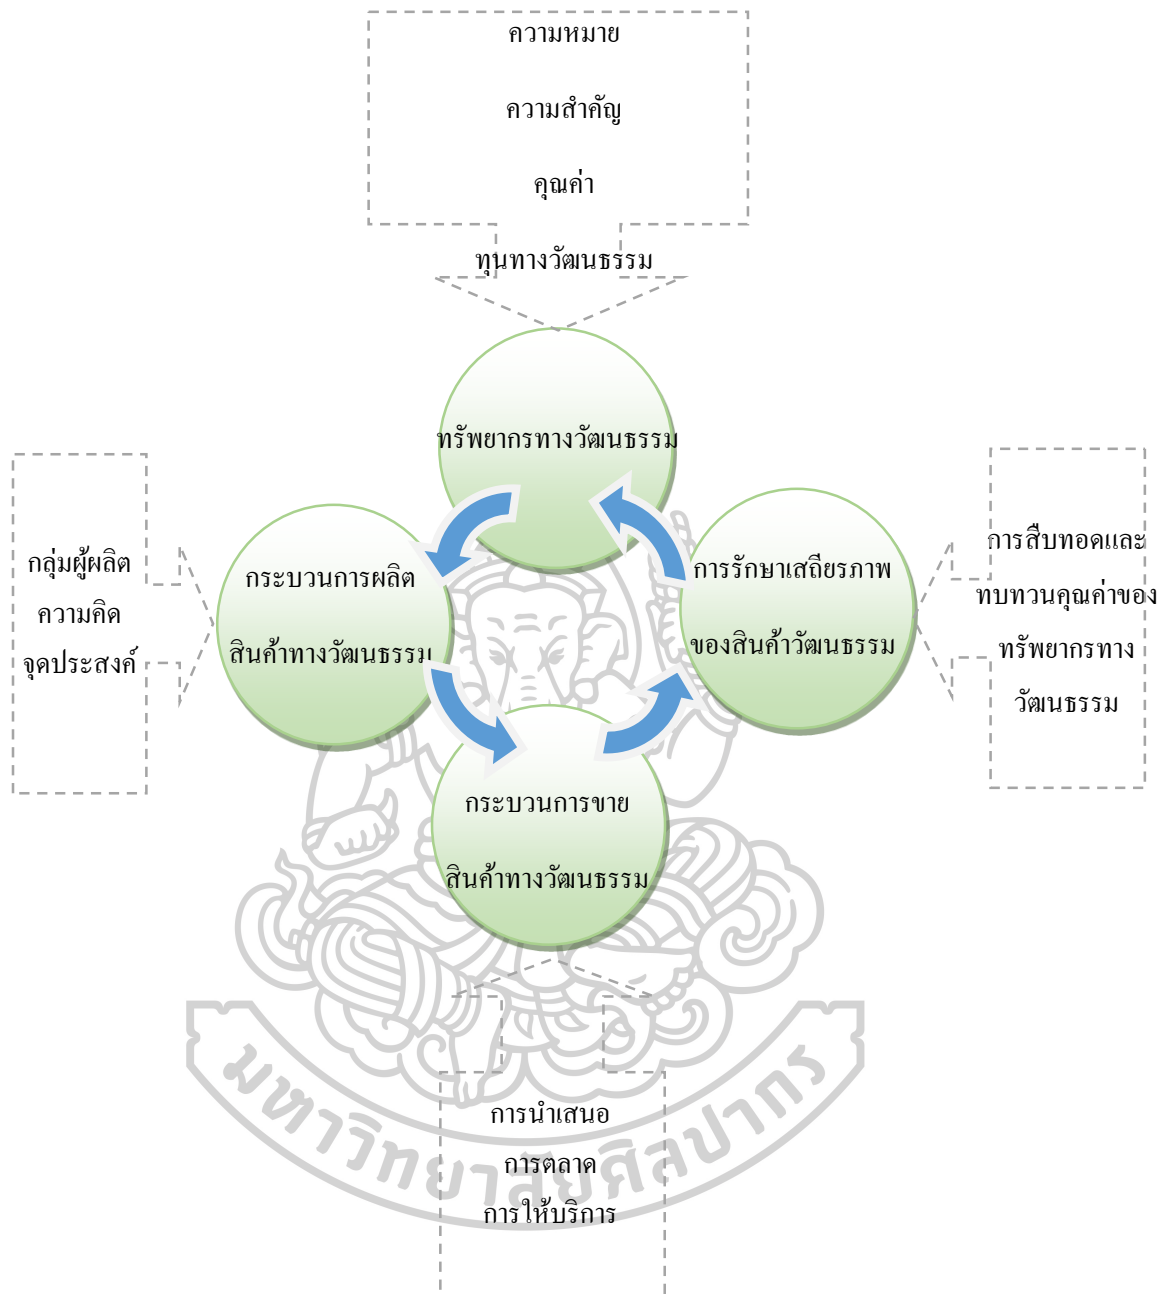 ความหมาย
ความสำคัญ
คุณค่า
ทุนทางวัฒนธรรม
ทรัพยากรทางวัฒนธรรม
กลุ่มผู้ผลิต
ความคิด
จุดประสงค์
กระบวนการผลิต
สินค้าทางวัฒนธรรม
การรักษาเสถียรภาพ
ของสินค้าวัฒนธรรม
การสืบทอดและ
ทบทวนคุณค่าของ
ทรัพยากรทาง
วัฒนธรรม
กระบวนการขาย
สินค้าทางวัฒนธรรม
การนำเสนอ
การตลาด
การให้บริการ
มหาวิทยาลัยศิลปากร